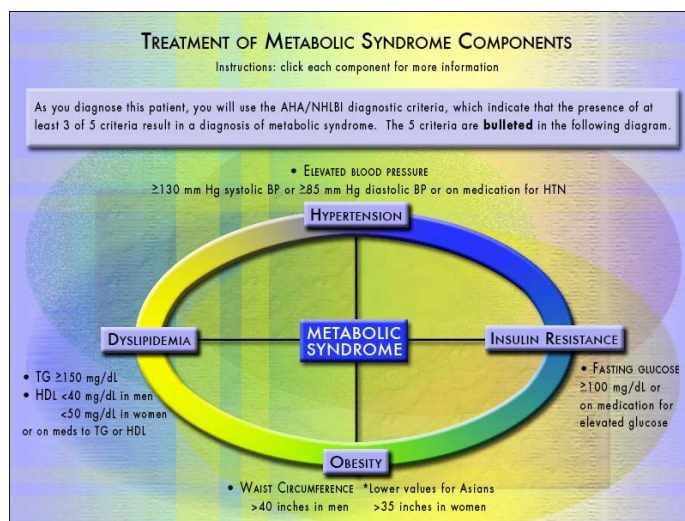 TREATMENT OF METABOLIC SYNDROME COMPONENTS
Instructions: click each component for more information
As you diagnose this patient, you will use the AHA/NHLBI diagnostic criteria, which indicate that the presence of at
least 3 of 5 criteria result in a diagnosis of metabolic syndrome. The 5 criteria are bulleted in the following diagram.
• ELEVATED BLOOD PRESSURE
≥130 mm Hg systolic BP or ≥85 mm Hg diastolic BP or on medication for HTN
HYPERTENSION
DYSLIPIDEMIA
METABOLIC
SYNDROME
INSULIN RESISTANCE
• TG ≥150 mg/dL
• HDL <40 mg/dL in men
<50 mg/dL in women
or on meds to TG or HDL
• FASTING GLUCOSE
≥100 mg/dL or
on medication for
elevated glucose
OBESITY
• WAIST CIRCUMFERENCE *Lower values for Asians
>40 inches in men >35 inches in women